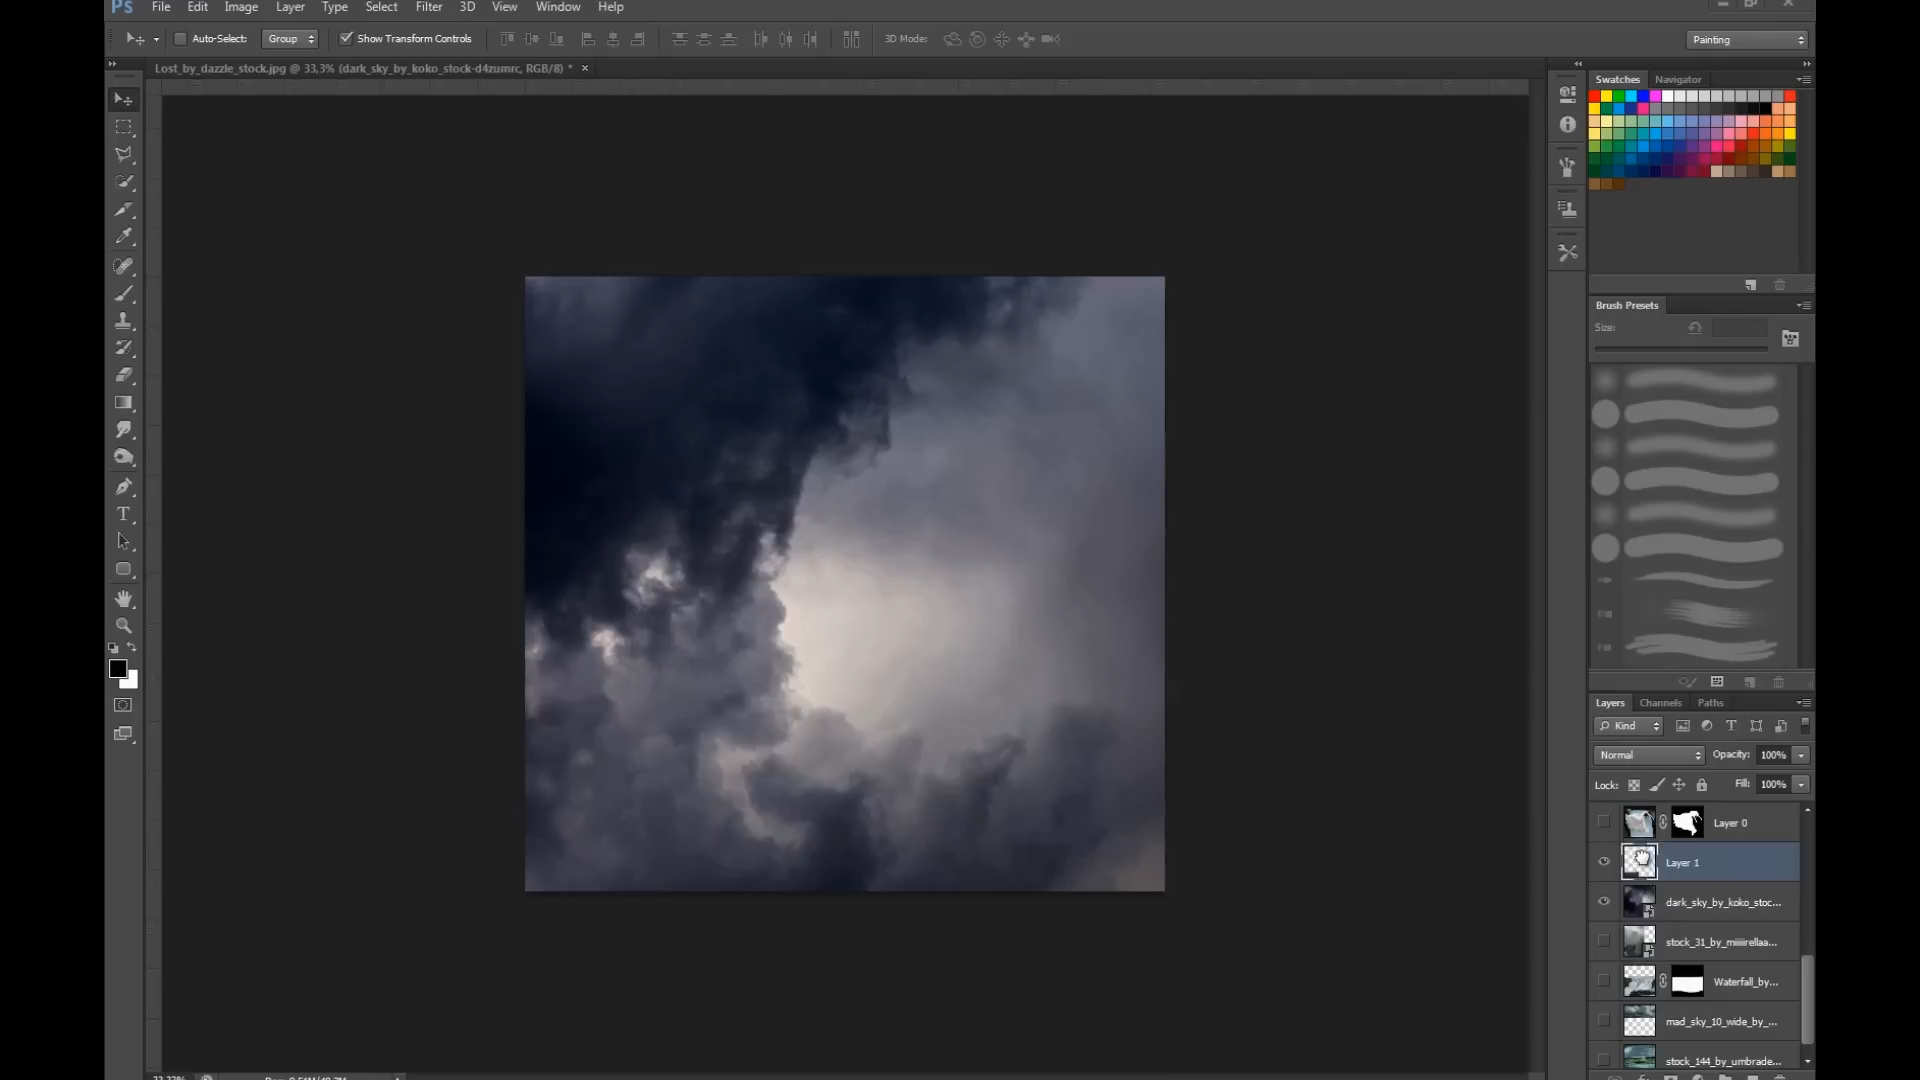 Ps File Edit Image Layer Type Select Filter 3D View Window Help
Auto-Select: Group Show Transform Controls 3D Mode: Painting
Lost_by_dazzle_stock.jpg @ 33,3% (dark_sky_by_koko_stock-d4zumrc, RGB/8) * ×
Swatches Navigator
Brush Presets
Size:
Layers Channels Paths
Kind
Normal Opacity: 100%
Lock: Fill: 100%
Layer 0
Layer 1
dark_sky_by_koko_stoc...
stock_31_by_miiiirellaa...
Waterfall_by...
mad_sky_10_wide_by_...
stock_144_by_umbrade...